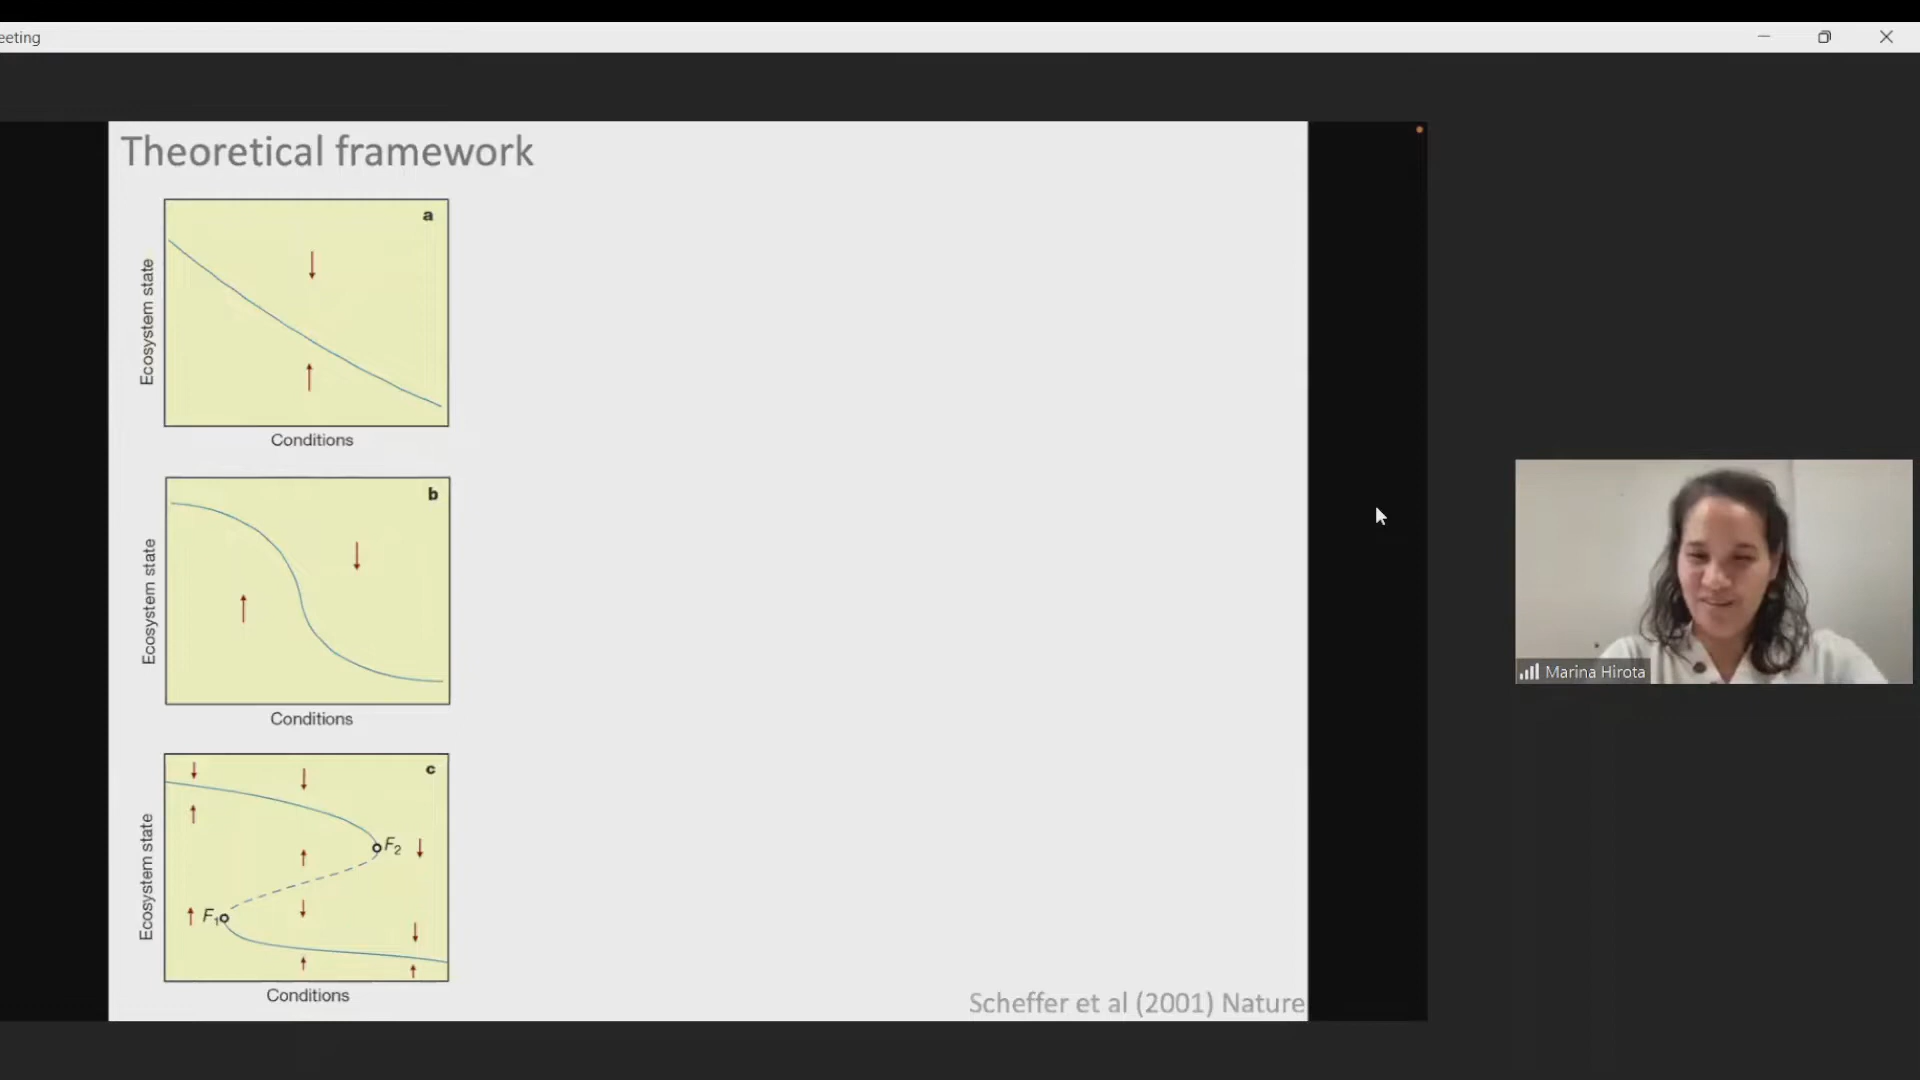 eeting
Theoretical framework
a
Ecosystem state
Conditions
b
Ecosystem state
Conditions
c
F2
F1
Ecosystem state
Conditions
Scheffer et al (2001) Nature
Marina Hirota